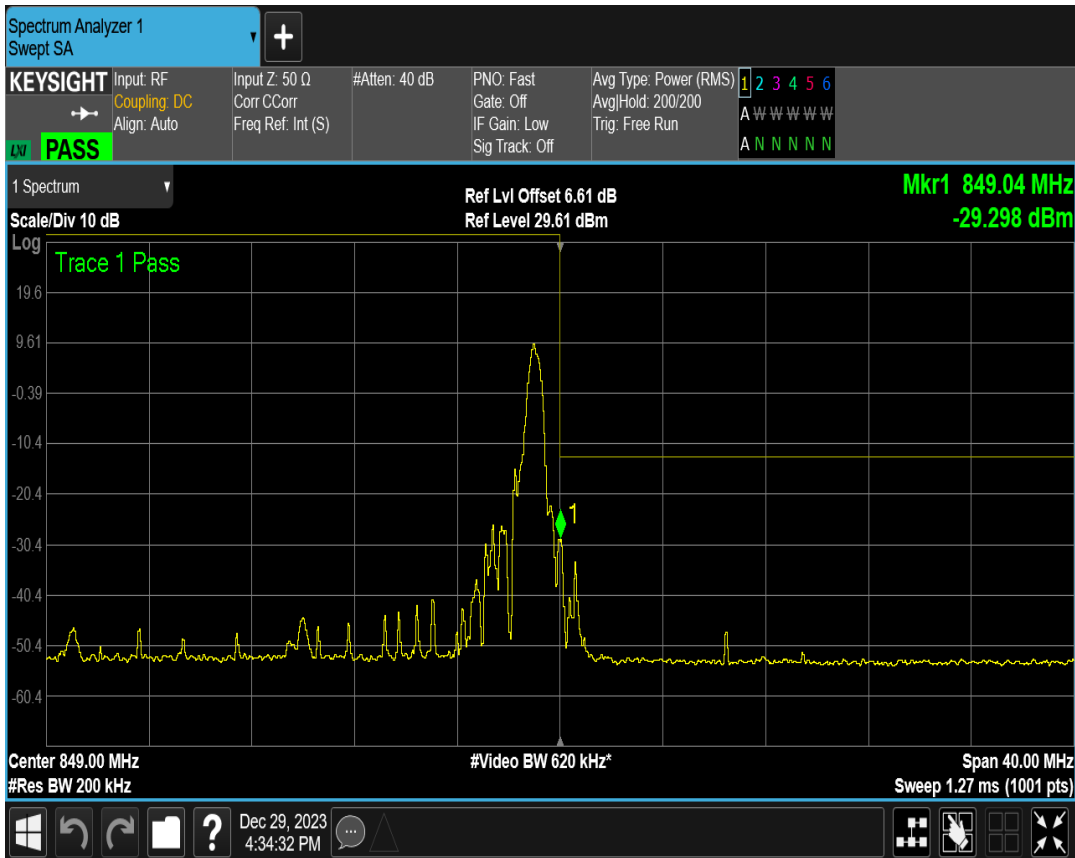 Spectrum Analyzer 1
Swept SA
+
KEYSIGHT
LXI
PASS
Input: RF
Coupling: DC
Align: Auto
Input Z: 50 Ω
Corr CCorr
Freq Ref: Int (S)
#Atten: 40 dB
PNO: Fast
Gate: Off
IF Gain: Low
Sig Track: Off
Avg Type: Power (RMS)
Avg|Hold: 200/200
Trig: Free Run
1 2 3 4 5 6
A W W W W W
A N N N N N
1 Spectrum
Scale/Div 10 dB
Ref Lvl Offset 6.61 dB
Ref Level 29.61 dBm
Mkr1 849.04 MHz
-29.298 dBm
Log
Trace 1 Pass
19.6
9.61
-0.39
-10.4
-20.4
1
-30.4
-40.4
-50.4
-60.4
Center 849.00 MHz
#Video BW 620 kHz*
Span 40.00 MHz
#Res BW 200 kHz
Sweep 1.27 ms (1001 pts)
?
Dec 29, 2023
4:34:32 PM